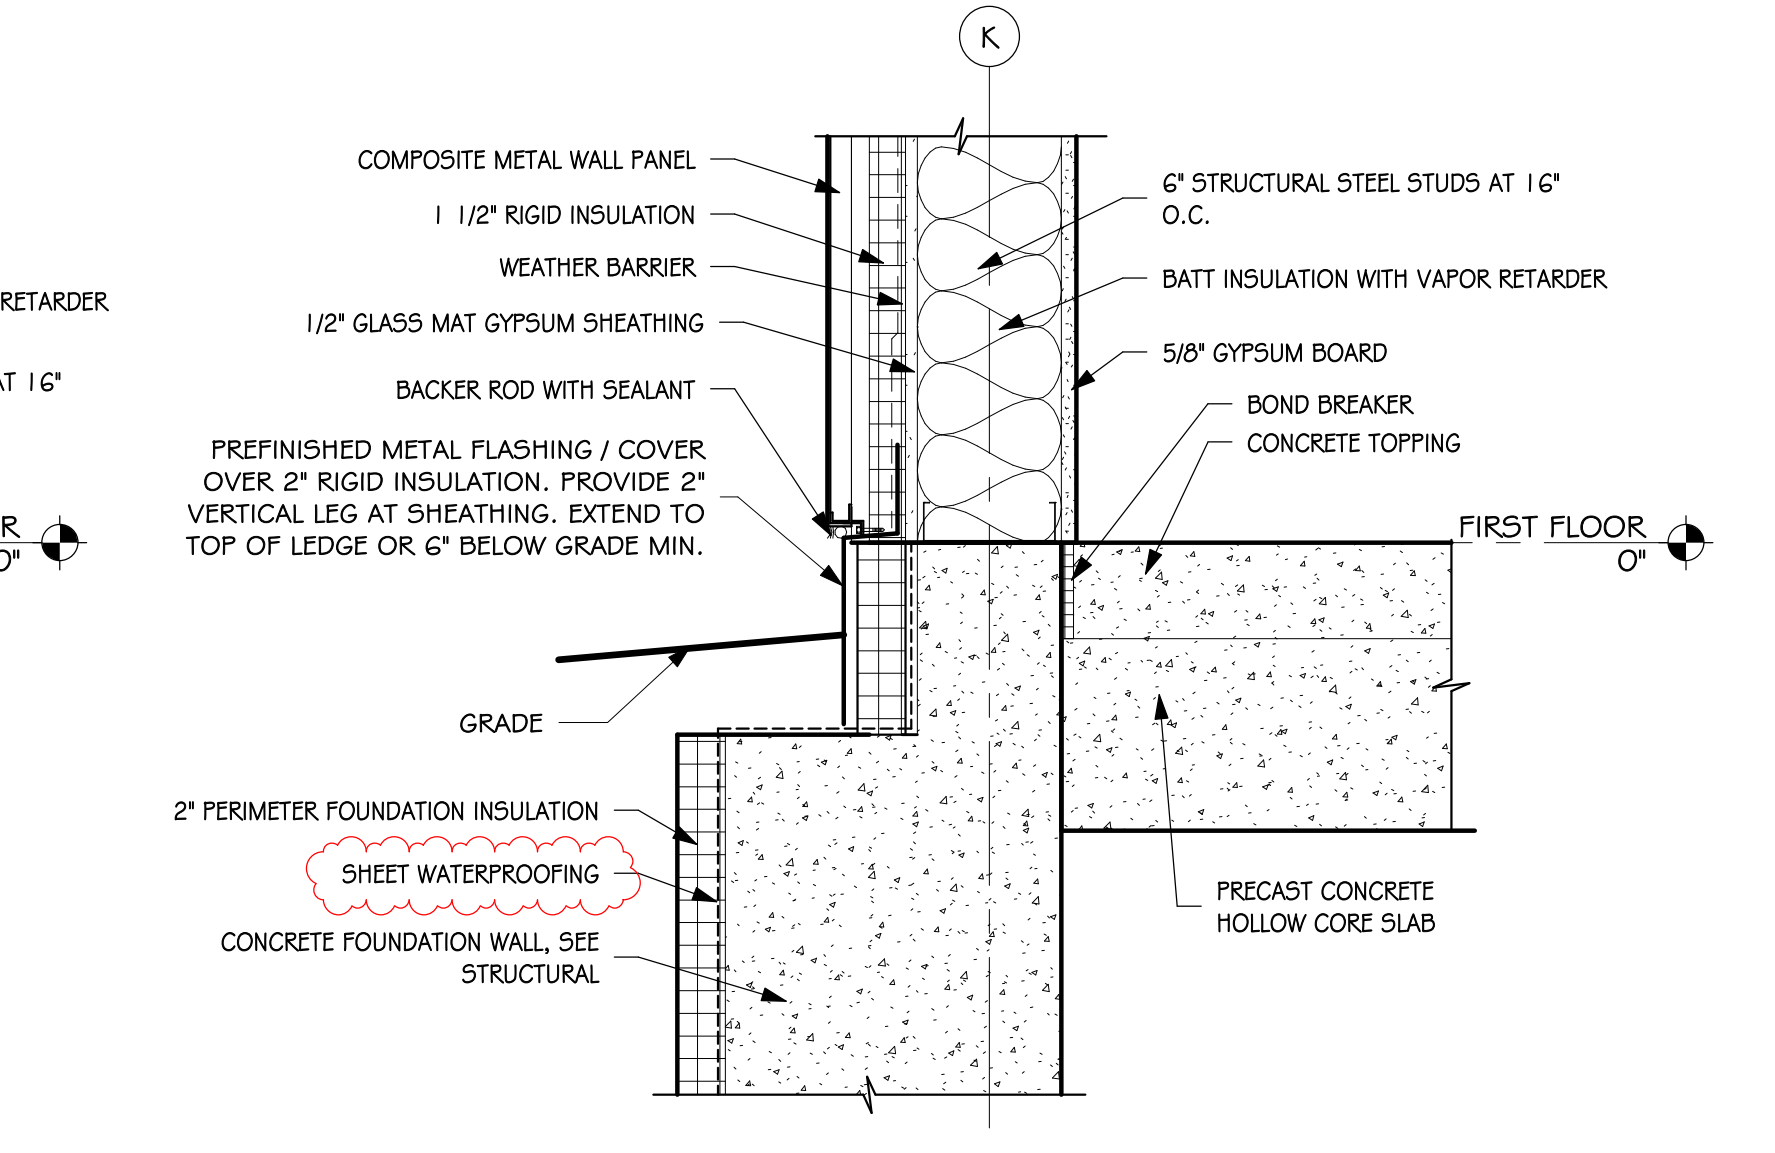 K
COMPOSITE METAL WALL PANEL
1 1/2" RIGID INSULATION
WEATHER BARRIER
1/2" GLASS MAT GYPSUM SHEATHING
BACKER ROD WITH SEALANT
PREFINISHED METAL FLASHING / COVER
OVER 2" RIGID INSULATION. PROVIDE 2"
VERTICAL LEG AT SHEATHING. EXTEND TO
TOP OF LEDGE OR 6" BELOW GRADE MIN.
GRADE
2" PERIMETER FOUNDATION INSULATION
SHEET WATERPROOFING
CONCRETE FOUNDATION WALL, SEE
STRUCTURAL
6" STRUCTURAL STEEL STUDS AT 16"
O.C.
BATT INSULATION WITH VAPOR RETARDER
5/8" GYPSUM BOARD
BOND BREAKER
CONCRETE TOPPING
FIRST FLOOR
0"
PRECAST CONCRETE
HOLLOW CORE SLAB
RETARDER
AT 16"
R
0"